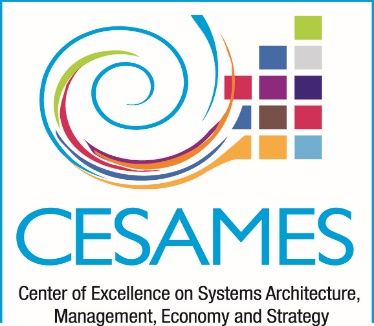 CESAMES
Center of Excellence on Systems Architecture,
Management, Economy and Strategy